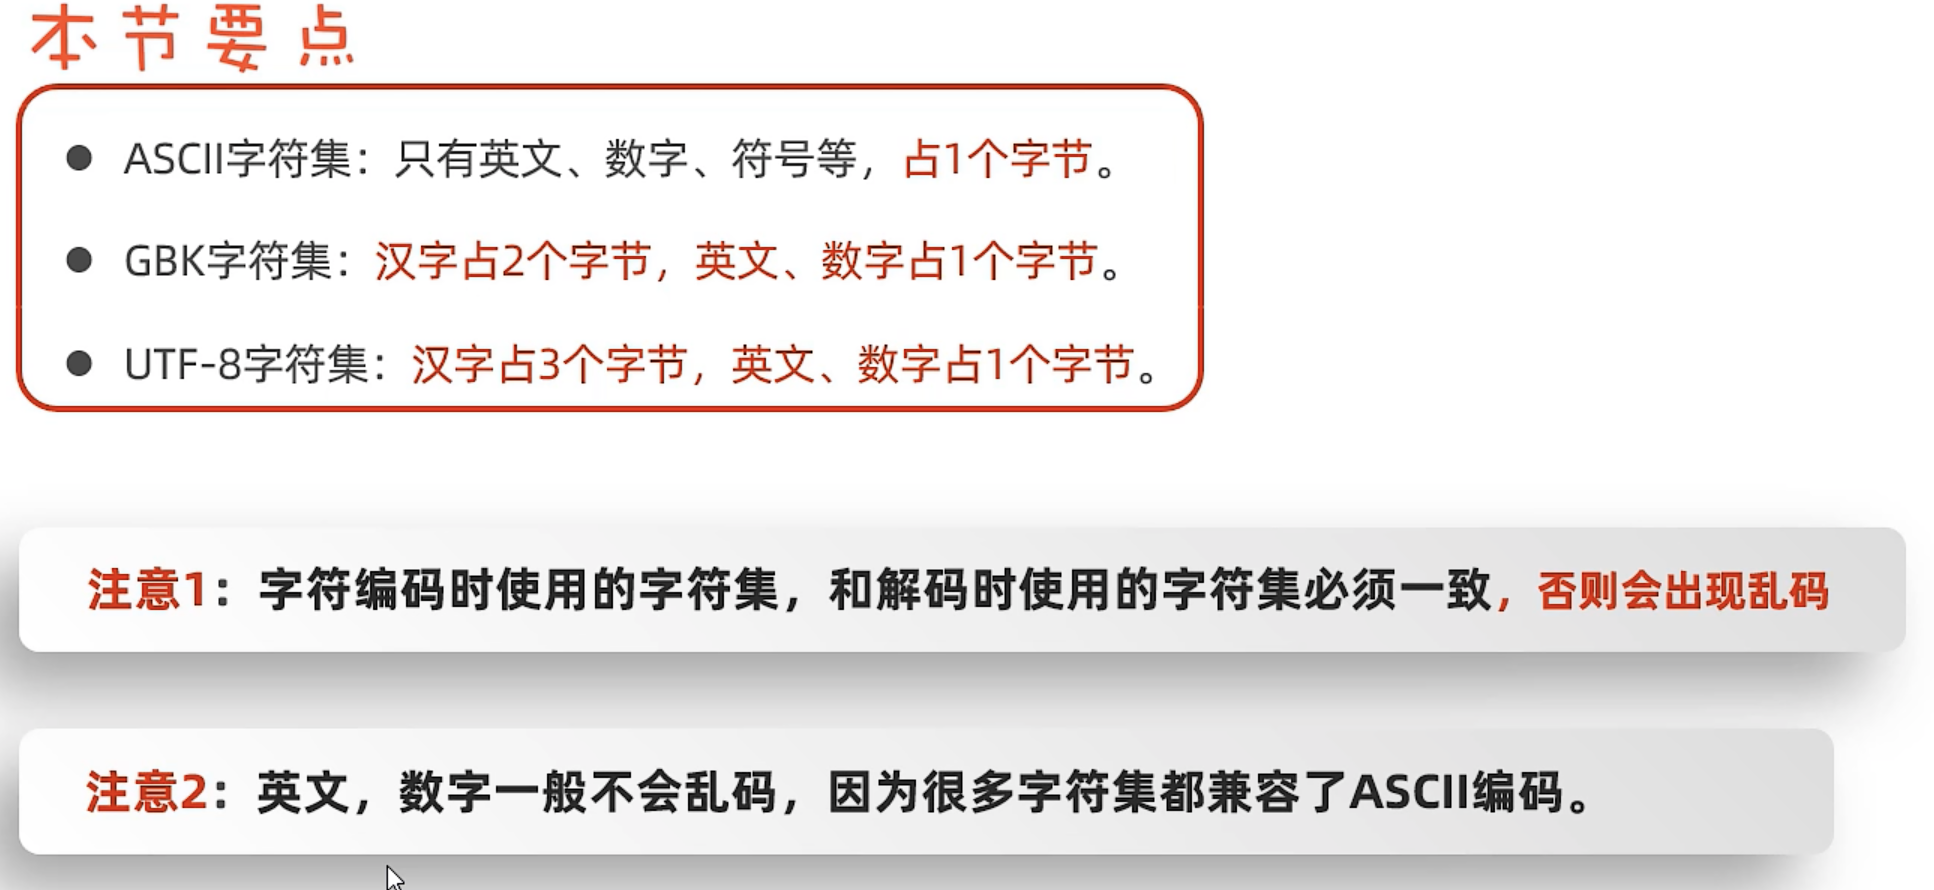 本节要点
● ASCII字符集：只有英文、数字、符号等，占1个字节。
● GBK字符集：汉字占2个字节，英文、数字占1个字节。
● UTF-8字符集：汉字占3个字节，英文、数字占1个字节。
注意1：字符编码时使用的字符集，和解码时使用的字符集必须一致，否则会出现乱码
注意2：英文，数字一般不会乱码，因为很多字符集都兼容了ASCII编码。